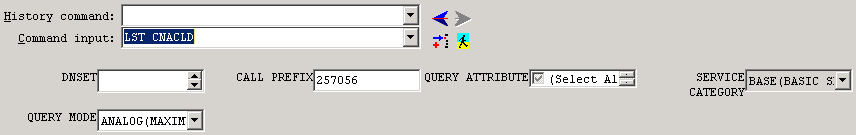 History command:
Command input: LST CNACLD
DNSET CALL PREFIX 257056 QUERY ATTRIBUTE (Select Al SERVICE CATEGORY BASE(BASIC S
QUERY MODE ANALOG(MAXIM